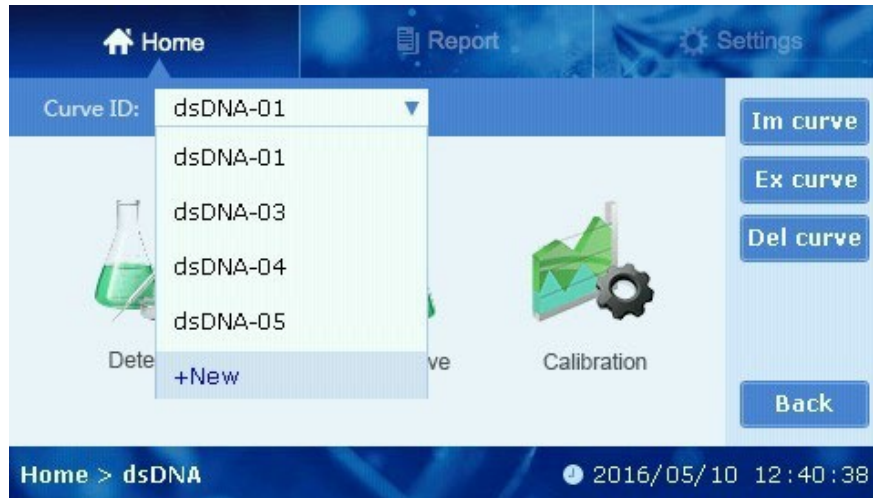 Home
Report
Settings
Curve ID:
dsDNA-01
dsDNA-01
dsDNA-03
dsDNA-04
dsDNA-05
+New
Im curve
Ex curve
Del curve
Back
Calibration
Home > dsDNA
2016/05/10 12:40:38